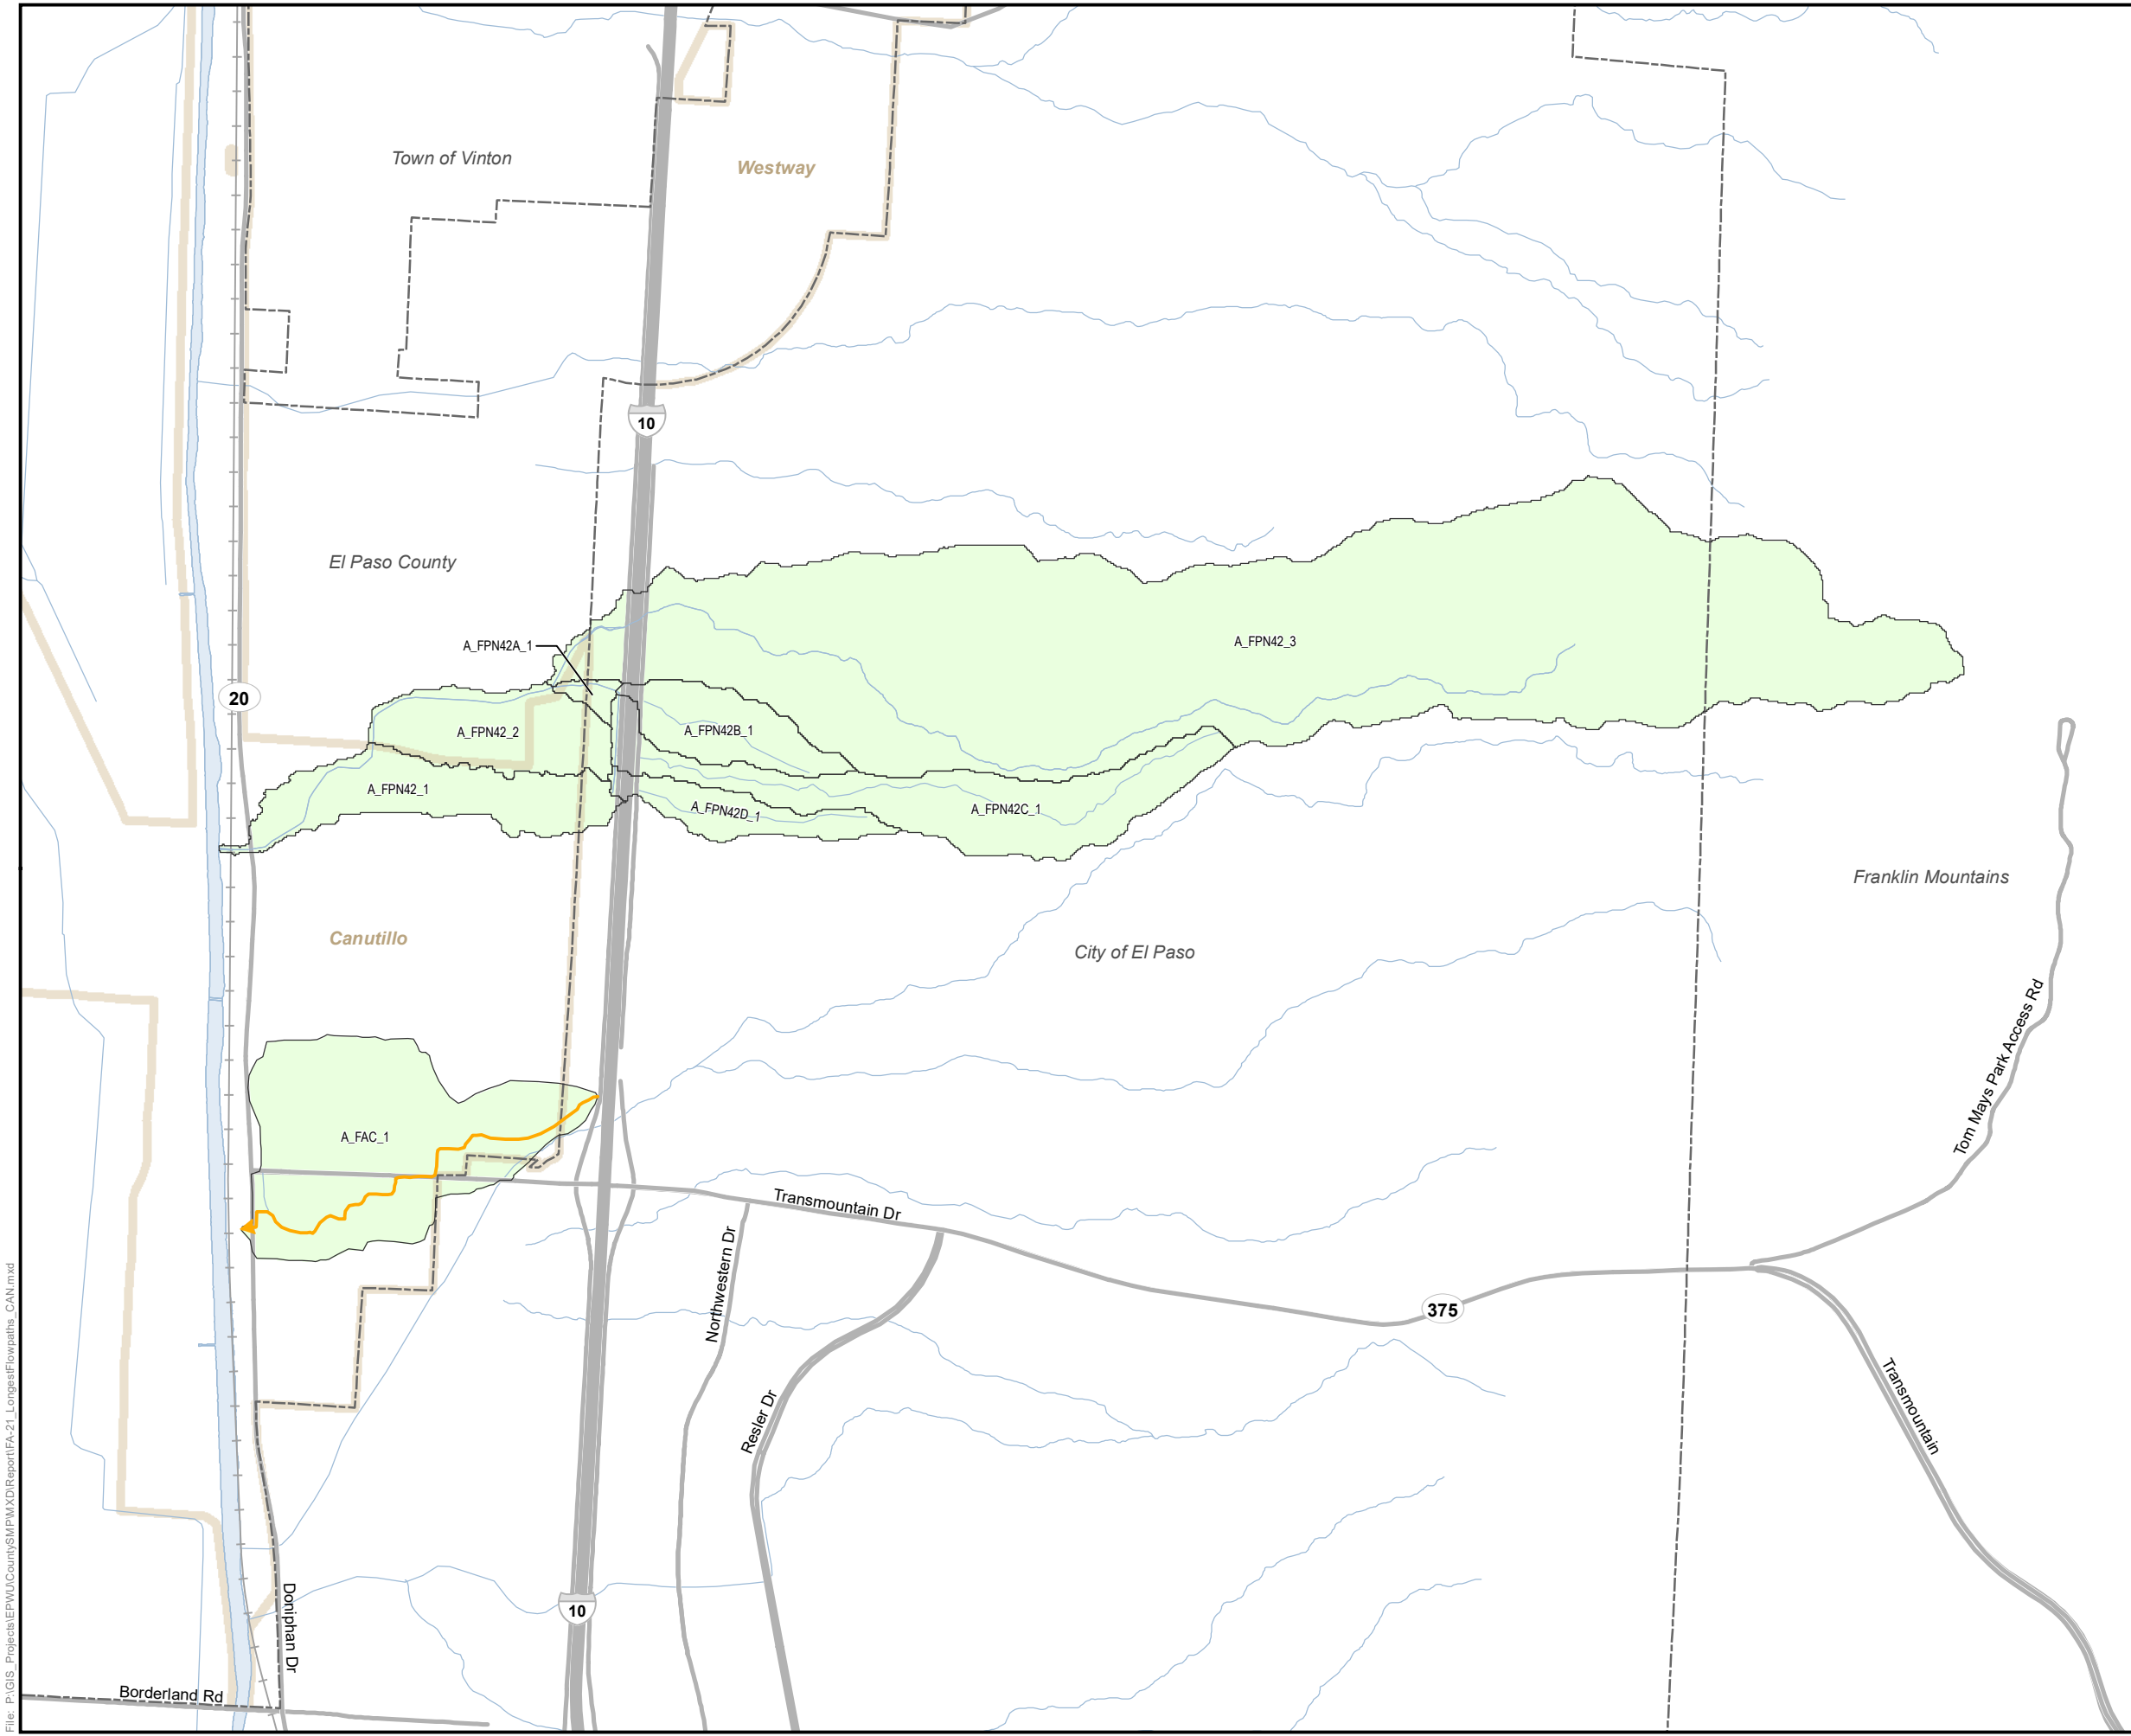 Town of Vinton
Westway
10
El Paso County
A_FPN42A_1
A_FPN42_3
20
A_FPN42_2
A_FPN42B_1
A_FPN42_1
A_FPN42D_1
A_FPN42C_1
Franklin Mountains
Canutillo
City of El Paso
Tom Mays Park Access Rd
A_FAC_1
Transmountain Dr
Northwestern Dr
375
Resler Dr
Transmountain
10
Doniphan Dr
Borderland Rd
File: P:\GIS_Projects\EPWU\CountySMP\MXD\Report\FA-21_LongestFlowpaths_CAN.mxd